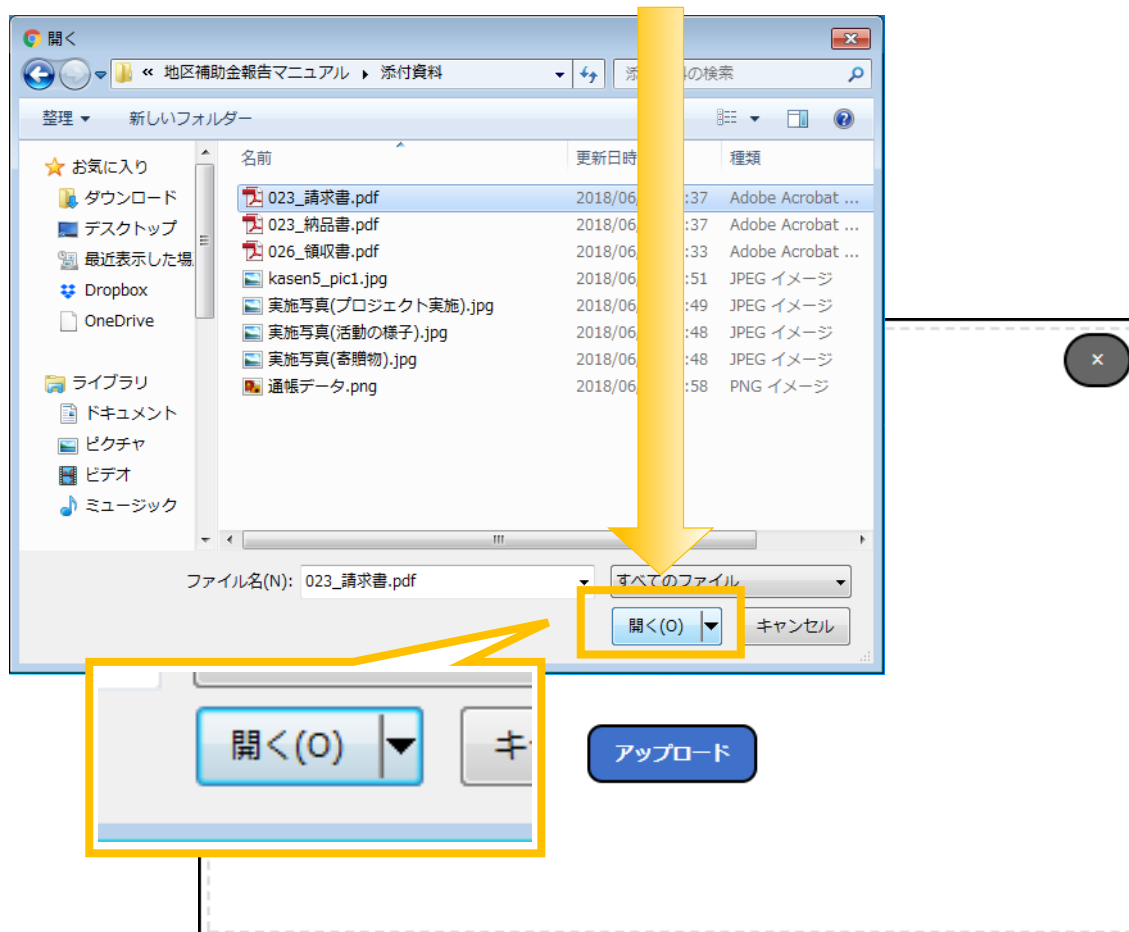 開く
« 地区補助金報告マニュアル ▸ 添付資料
の検索
整理 ▼ 新しいフォルダー
名前 更新日時 種類
お気に入り
ダウンロード
デスクトップ
最近表示した場
Dropbox
OneDrive
ライブラリ
ドキュメント
ピクチャ
ビデオ
ミュージック
023_請求書.pdf 2018/06/ :37 Adobe Acrobat ...
023_納品書.pdf 2018/06/ :37 Adobe Acrobat ...
026_領収書.pdf 2018/06/ :33 Adobe Acrobat ...
kasen5_pic1.jpg 2018/06/ :51 JPEG イメージ
実施写真(プロジェクト実施).jpg 2018/06/ :49 JPEG イメージ
実施写真(活動の様子).jpg 2018/06/ :48 JPEG イメージ
実施写真(寄贈物).jpg 2018/06/ :48 JPEG イメージ
通帳データ.png 2018/06/ :58 PNG イメージ
ファイル名(N): 023_請求書.pdf
すべてのファイル
開く(O) キャンセル
×
開く(O) キ
アップロード